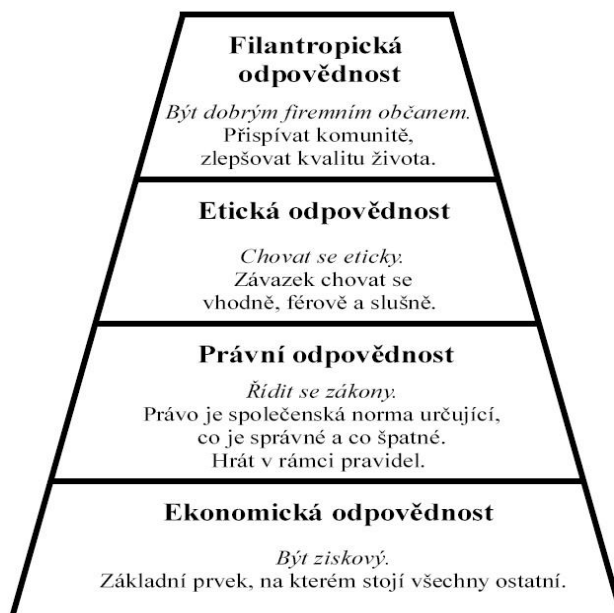 Filantropická
odpovědnost
Být dobrým firemním občanem.
Přispívat komunitě,
zlepšovat kvalitu života.
Etická odpovědnost
Chovat se eticky.
Závazek chovat se
vhodně, férově a slušně.
Právní odpovědnost
Řídit se zákony.
Právo je společenská norma určující,
co je správné a co špatné.
Hrát v rámci pravidel.
Ekonomická odpovědnost
Být ziskový.
Základní prvek, na kterém stojí všechny ostatní.